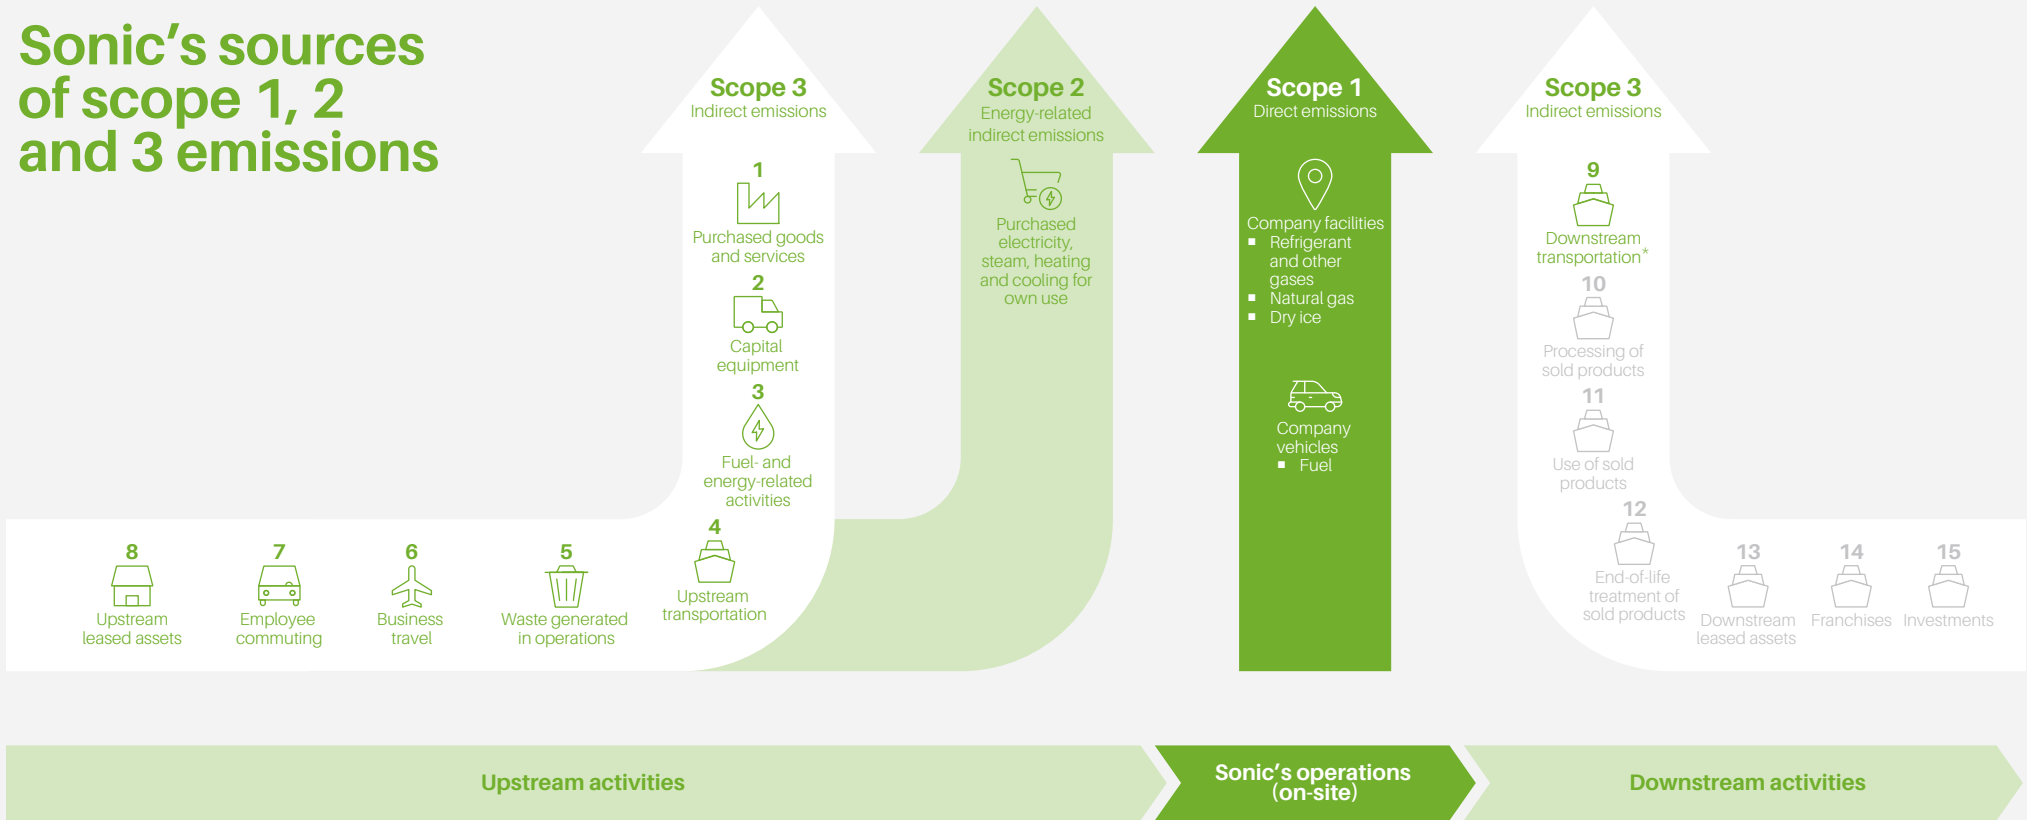 Sonic's sources
of scope 1, 2
and 3 emissions
Scope 3
Indirect emissions
1
Purchased goods
and services
2
Capital
equipment
3
Fuel- and
energy-related
activities
4
Upstream
transportation
5
Waste generated
in operations
6
Business
travel
7
Employee
commuting
8
Upstream
leased assets
Scope 2
Energy-related
indirect emissions
Purchased
electricity,
steam, heating
and cooling for
own use
Scope 1
Direct emissions
Company facilities
▪ Refrigerant
and other
gases
▪ Natural gas
▪ Dry ice
Company
vehicles
▪ Fuel
Scope 3
Indirect emissions
9
Downstream
transportation*
10
Processing of
sold products
11
Use of sold
products
12
End-of-life
treatment of
sold products
13
Downstream
leased assets
14
Franchises
15
Investments
Upstream activities
Sonic's operations
(on-site)
Downstream activities